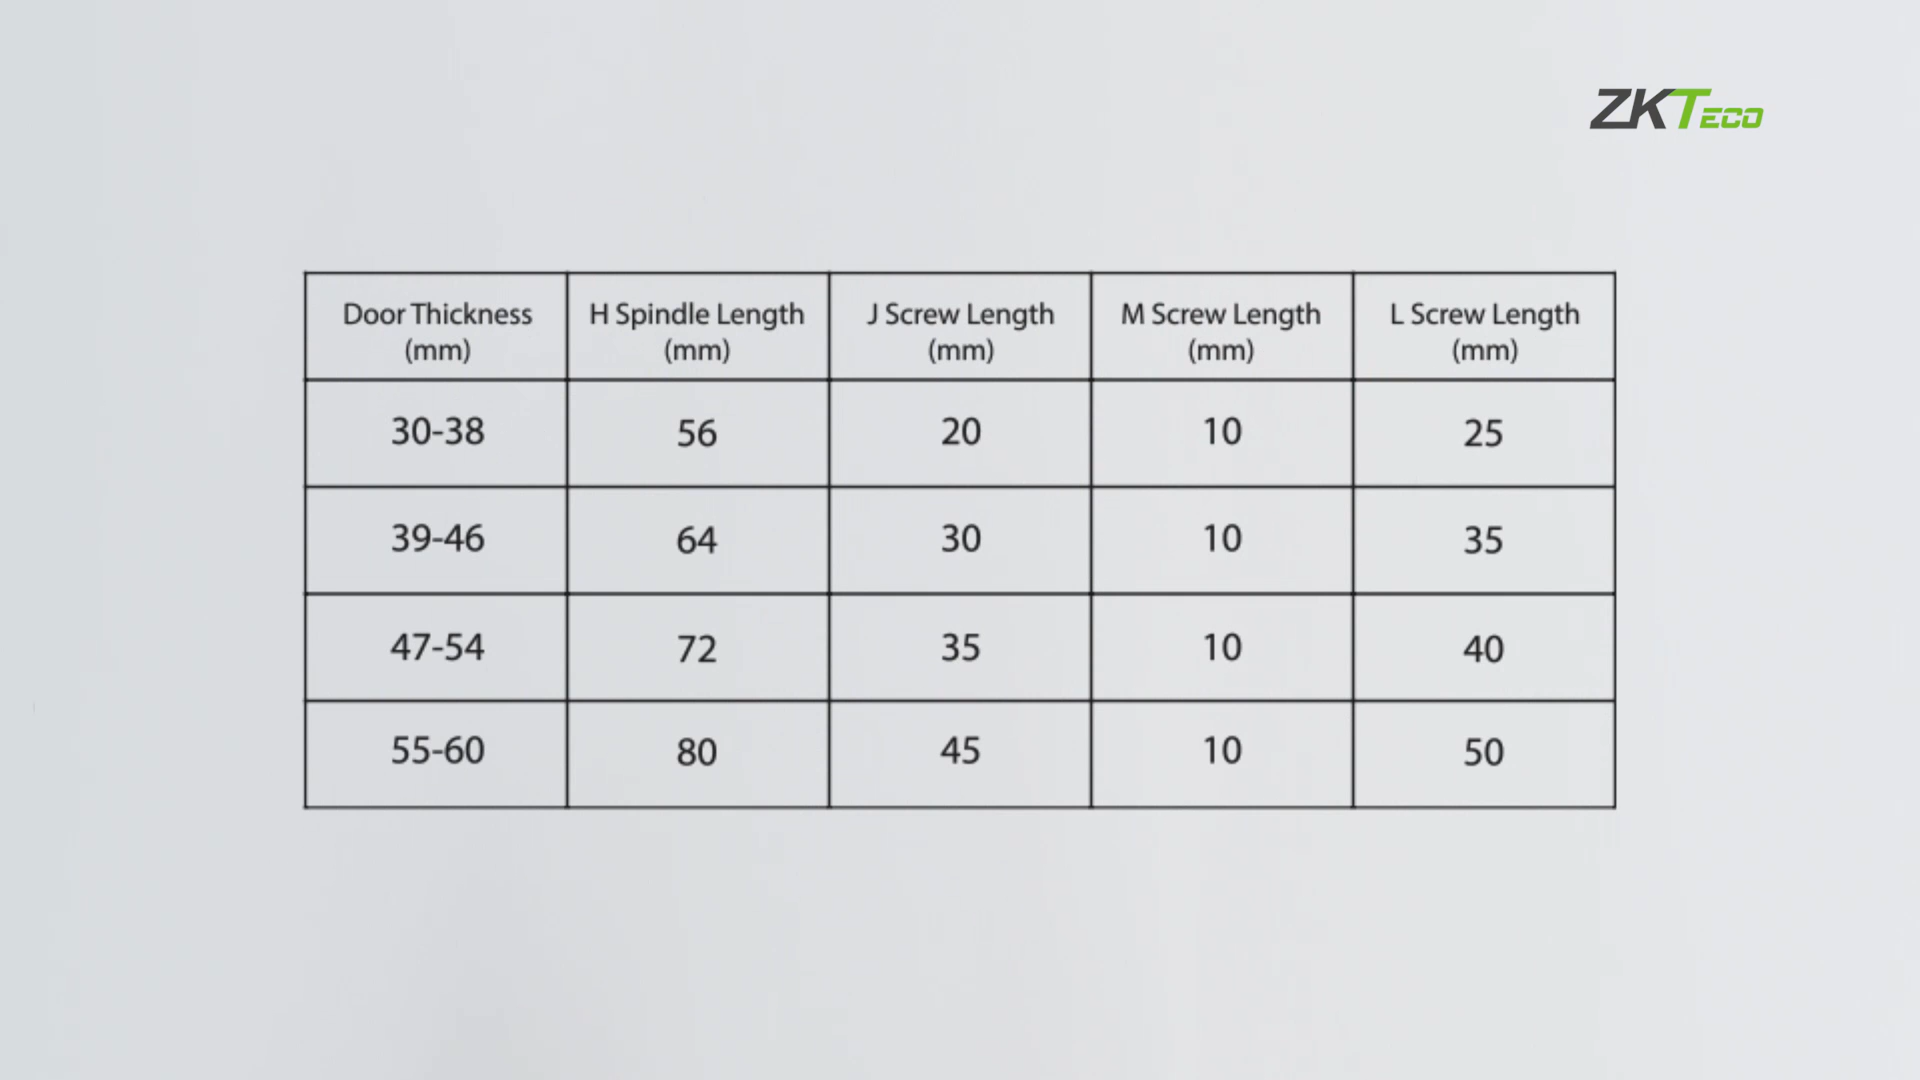 ZKTECO
Door Thickness (mm) H Spindle Length (mm) J Screw Length (mm) M Screw Length (mm) L Screw Length (mm)
30-38 56 20 10 25
39-46 64 30 10 35
47-54 72 35 10 40
55-60 80 45 10 50